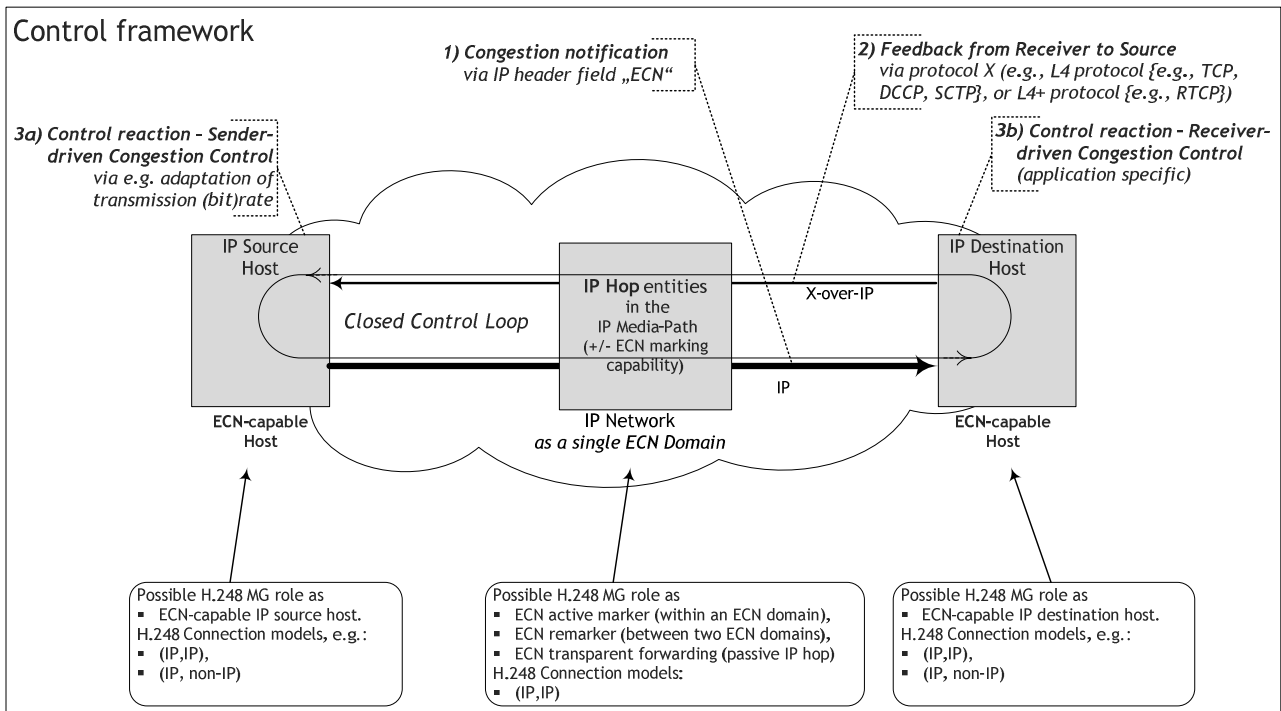 Control framework
1) Congestion notification
via IP header field „ECN“
2) Feedback from Receiver to Source
via protocol X (e.g., L4 protocol {e.g., TCP,
DCCP, SCTP}, or L4+ protocol {e.g., RTCP})
3a) Control reaction – Sender-
driven Congestion Control
via e.g. adaptation of
transmission (bit)rate
3b) Control reaction – Receiver-
driven Congestion Control
(application specific)
IP Source
Host
IP Hop entities
in the
IP Media-Path
(+/- ECN marking
capability)
IP Destination
Host
X-over-IP
Closed Control Loop
IP
ECN-capable
Host
IP Network
as a single ECN Domain
ECN-capable
Host
Possible H.248 MG role as
▪ ECN-capable IP source host.
H.248 Connection models, e.g.:
▪ (IP,IP),
▪ (IP, non-IP)
Possible H.248 MG role as
▪ ECN active marker (within an ECN domain),
▪ ECN remarker (between two ECN domains),
▪ ECN transparent forwarding (passive IP hop)
H.248 Connection models:
▪ (IP,IP)
Possible H.248 MG role as
▪ ECN-capable IP destination host.
H.248 Connection models, e.g.:
▪ (IP,IP),
▪ (IP, non-IP)